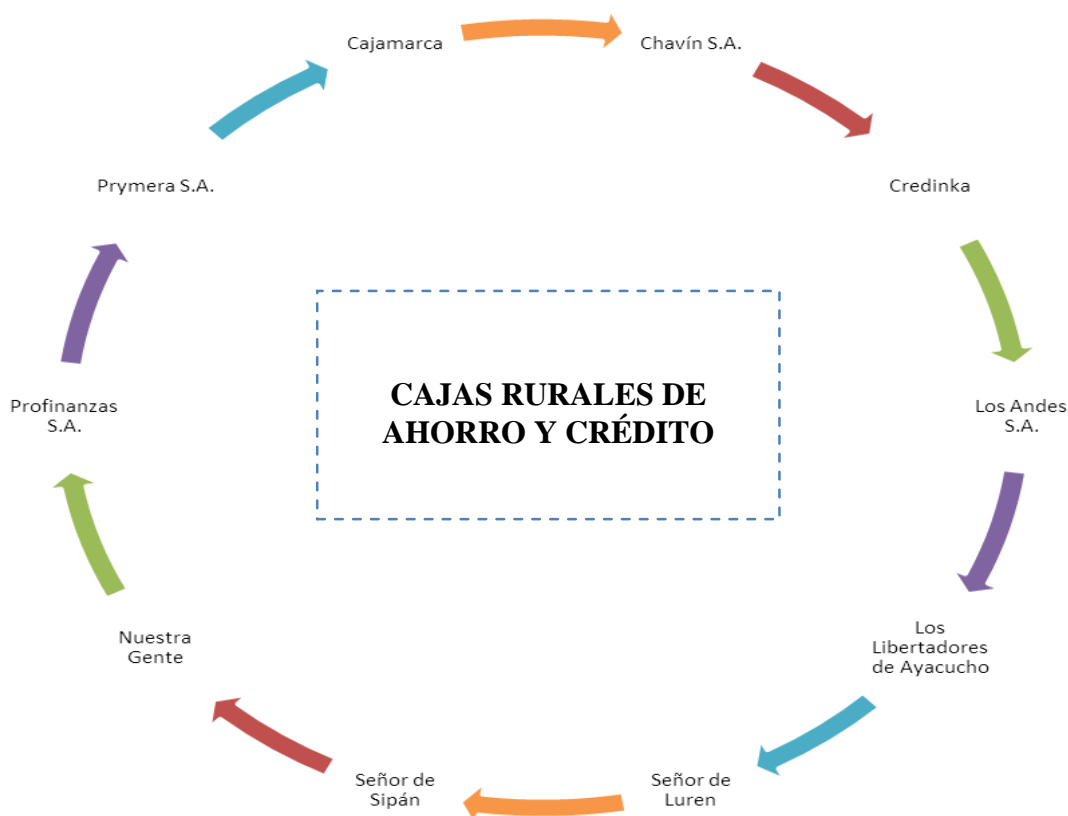 Cajamarca
Chavín S.A.
Credinka
Los Andes
S.A.
Los
Libertadores
de Ayacucho
Señor de
Luren
Señor de
Sipán
Nuestra
Gente
Profinanzas
S.A.
Prymera S.A.
CAJAS RURALES DE
AHORRO Y CRÉDITO